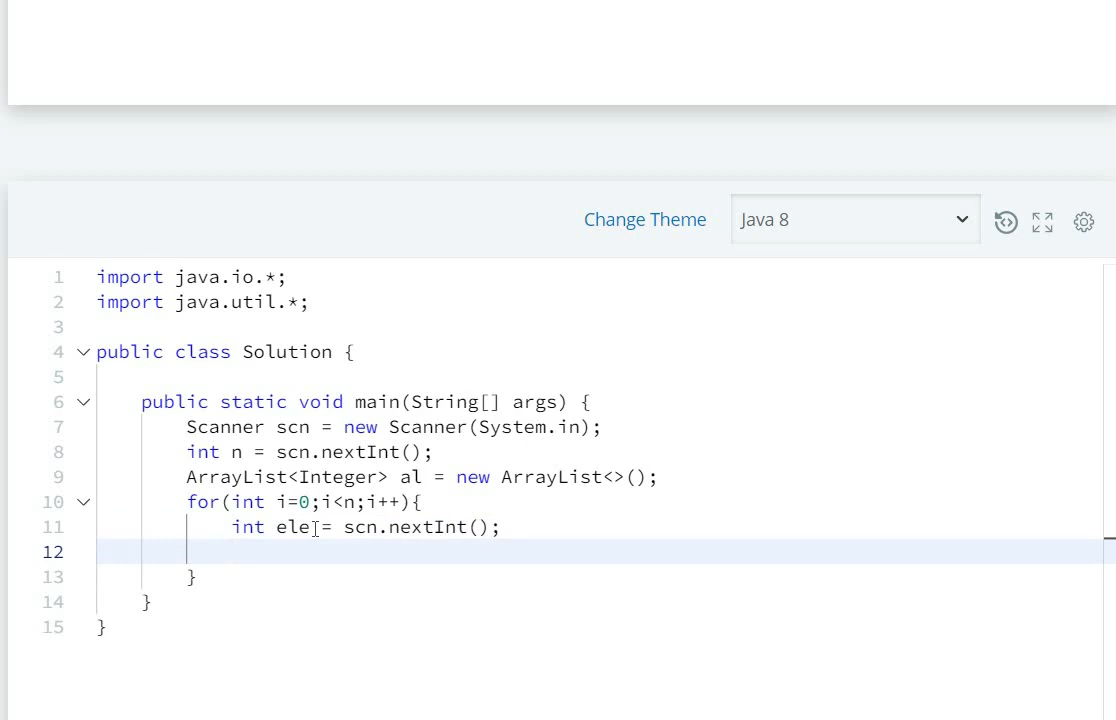 Change Theme Java 8
1 import java.io.*;
2 import java.util.*;
3
4 public class Solution {
5
6 public static void main(String[] args) {
7 Scanner scn = new Scanner(System.in);
8 int n = scn.nextInt();
9 ArrayList<Integer> al = new ArrayList<>();
10 for(int i=0;i<n;i++){
11 int ele = scn.nextInt();
12
13 }
14 }
15 }